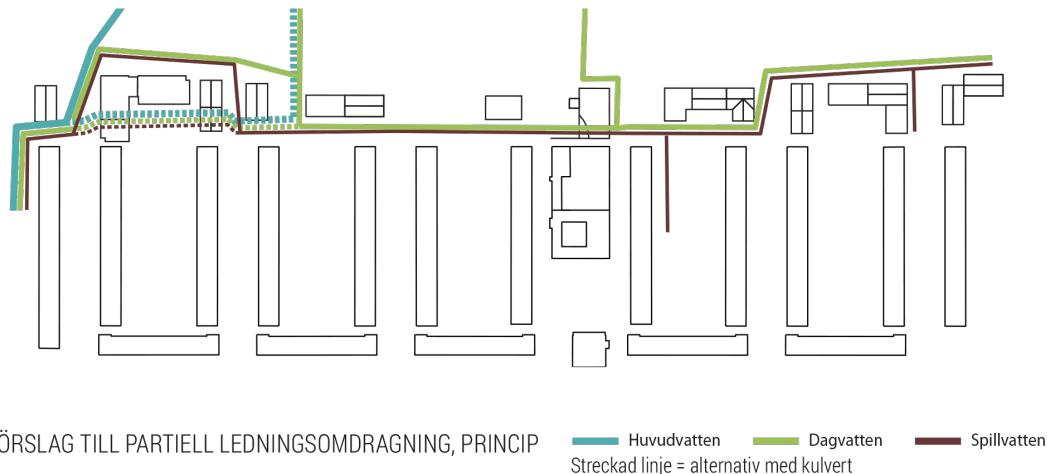 ÖRSLAG TILL PARTIELL LEDNINGSOMDRAGNING, PRINCIP
Huvudvatten
Dagvatten
Spillvatten
Streckad linje = alternativ med kulvert